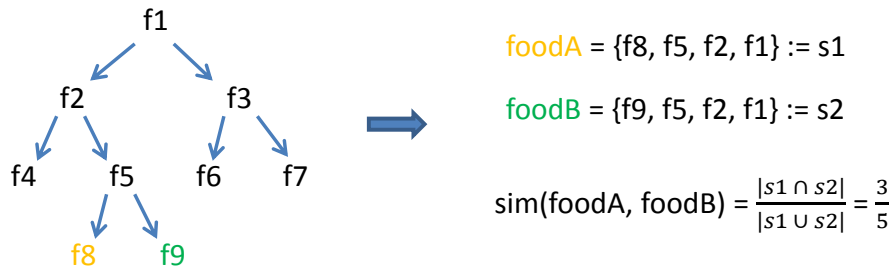 f1
f2 f3
f4 f5 f6 f7
f8 f9
foodA = {f8, f5, f2, f1} := s1
foodB = {f9, f5, f2, f1} := s2
sim(foodA, foodB) = |s1 ∩ s2| / |s1 ∪ s2| = 3/5